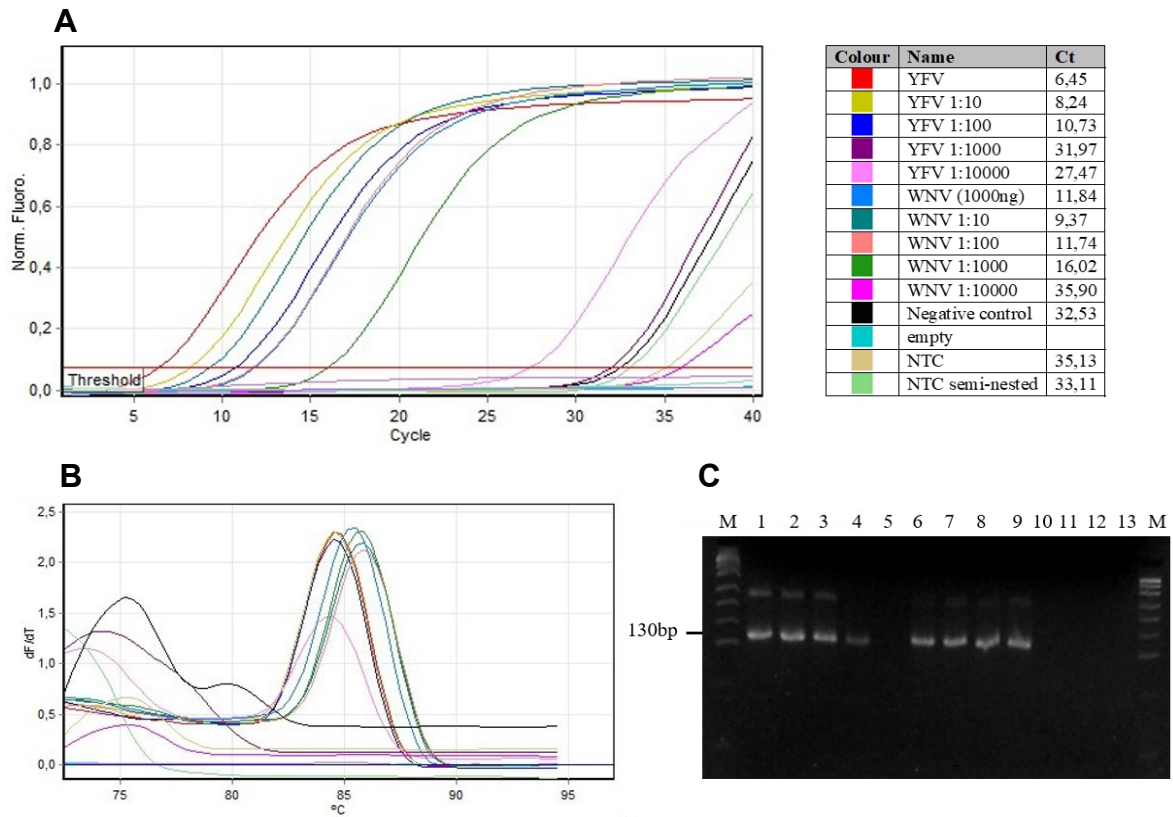 A
Norm. Fluoro.
1,0
0,8
0,6
0,4
0,2
0,0
Threshold
5 10 15 20 25 30 35 40
Cycle
Colour Name Ct
YFV 6,45
YFV 1:10 8,24
YFV 1:100 10,73
YFV 1:1000 31,97
YFV 1:10000 27,47
WNV (1000ng) 11,84
WNV 1:10 9,37
WNV 1:100 11,74
WNV 1:1000 16,02
WNV 1:10000 35,90
Negative control 32,53
empty
NTC 35,13
NTC semi-nested 33,11
B
dF/dT
2,5
2,0
1,5
1,0
0,5
0,0
75 80 85 90 95
ºC
C
M 1 2 3 4 5 6 7 8 9 10 11 12 13 M
130bp